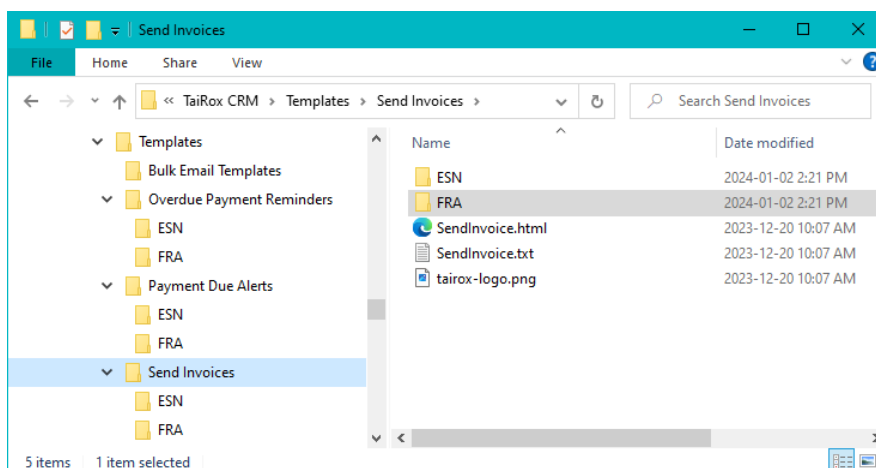 Send Invoices
File Home Share View
« TaiRox CRM > Templates > Send Invoices > Search Send Invoices
Templates
Bulk Email Templates
Overdue Payment Reminders
ESN
FRA
Payment Due Alerts
ESN
FRA
Send Invoices
ESN
FRA
Name Date modified
ESN 2024-01-02 2:21 PM
FRA 2024-01-02 2:21 PM
SendInvoice.html 2023-12-20 10:07 AM
SendInvoice.txt 2023-12-20 10:07 AM
tairox-logo.png 2023-12-20 10:07 AM
5 items 1 item selected